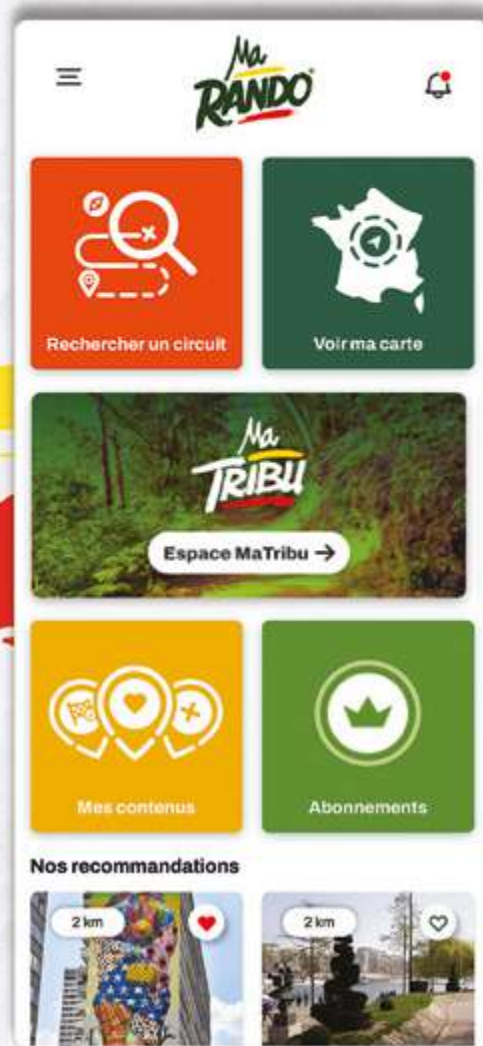 Ma
RANDO
Rechercher un circuit
Voir ma carte
Ma
TRIBU
Espace MaTribu →
Mes contenus
Abonnements
Nos recommandations
2 km
2 km